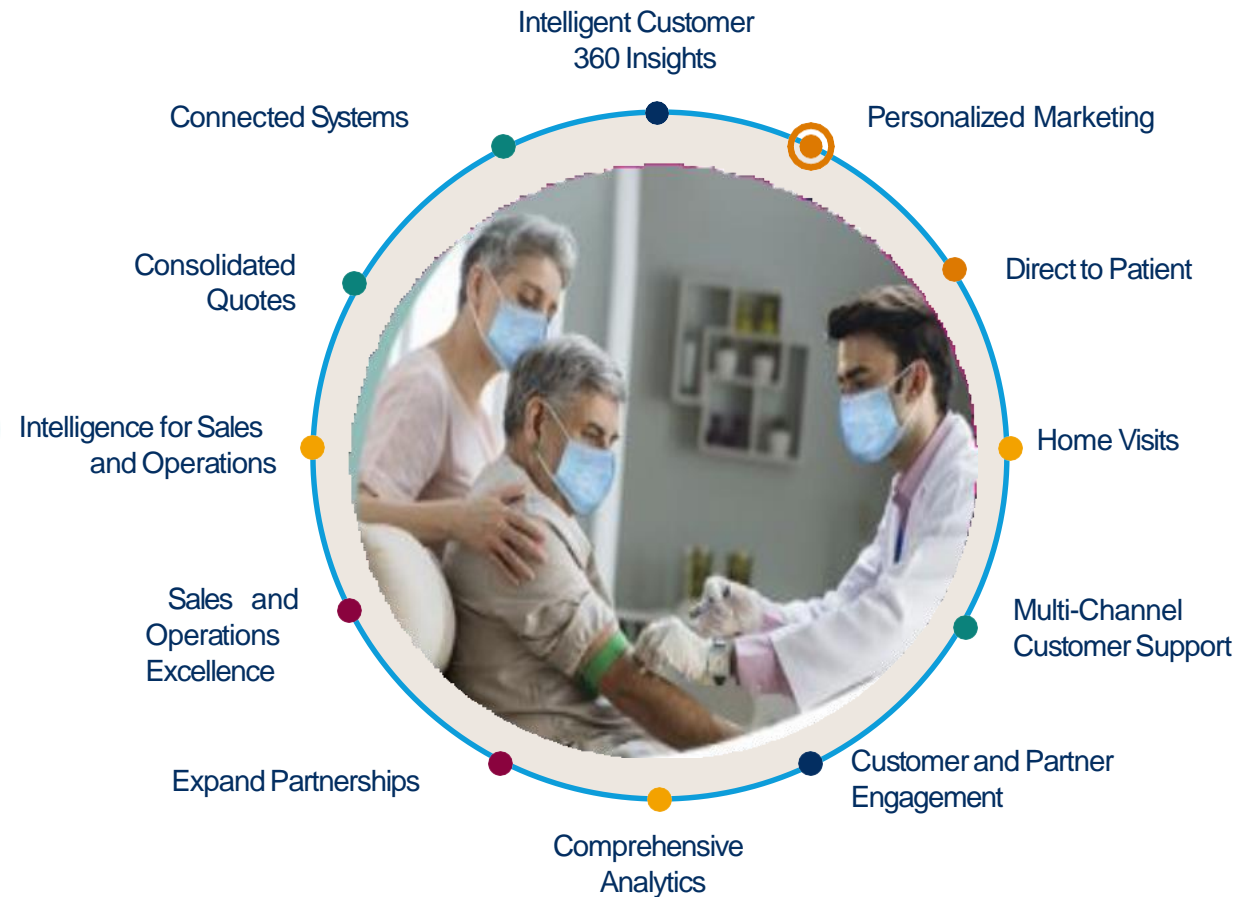 Intelligent Customer
360 Insights
Personalized Marketing
Direct to Patient
Home Visits
Multi-Channel
Customer Support
Customer and Partner
Engagement
Comprehensive
Analytics
Expand Partnerships
Sales and
Operations
Excellence
Intelligence for Sales
and Operations
Consolidated
Quotes
Connected Systems